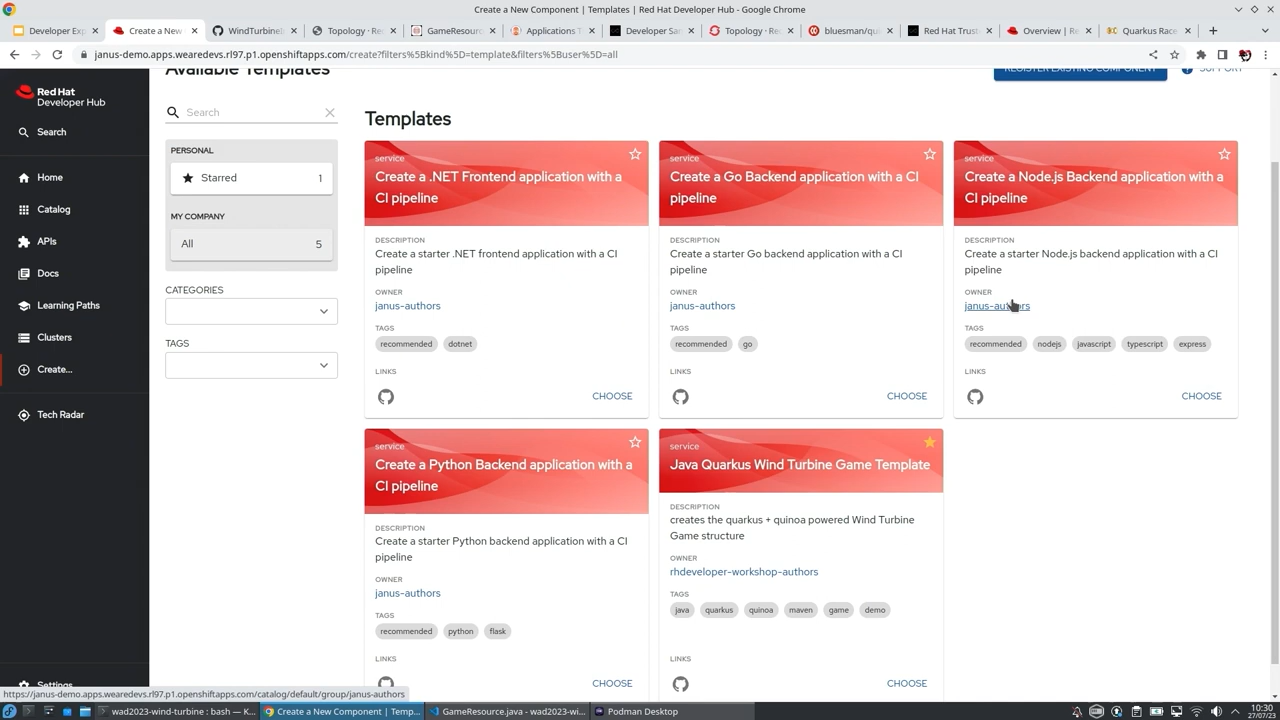 Create a New Component | Templates | Red Hat Developer Hub - Google Chrome
Developer Exp
Create a New
WindTurbine
Topology · Red
GameResourc
Applications T
Developer San
Topology · Red
bluesman/qu
Red Hat Trust
Overview | Re
Quarkus Race
janus-demo.apps.wearedevs.rl97.p1.openshiftapps.com/create?filters%5Bkind%5D=template&filters%5Buser%5D=all
Red Hat
Developer Hub
Search
Home
Catalog
APIs
Docs
Learning Paths
Clusters
Create...
Tech Radar
Settings
Available Templates
REGISTER EXISTING COMPONENT
SUPPORT
Search
PERSONAL
Starred 1
MY COMPANY
All 5
CATEGORIES
TAGS
Templates
service
Create a .NET Frontend application with a
CI pipeline
DESCRIPTION
Create a starter .NET frontend application with a CI
pipeline
OWNER
janus-authors
TAGS
recommended dotnet
LINKS
CHOOSE
service
Create a Go Backend application with a CI
pipeline
DESCRIPTION
Create a starter Go backend application with a CI
pipeline
OWNER
janus-authors
TAGS
recommended go
LINKS
CHOOSE
service
Create a Node.js Backend application with a
CI pipeline
DESCRIPTION
Create a starter Node.js backend application with a CI
pipeline
OWNER
janus-authors
TAGS
recommended nodejs javascript typescript express
LINKS
CHOOSE
service
Create a Python Backend application with a
CI pipeline
DESCRIPTION
Create a starter Python backend application with a CI
pipeline
OWNER
janus-authors
TAGS
recommended python flask
LINKS
CHOOSE
service
Java Quarkus Wind Turbine Game Template
DESCRIPTION
creates the quarkus + quinoa powered Wind Turbine
Game structure
OWNER
rhdeveloper-workshop-authors
TAGS
java quarkus quinoa maven game demo
LINKS
CHOOSE
https://janus-demo.apps.wearedevs.rl97.p1.openshiftapps.com/catalog/default/group/janus-authors
wad2023-wind-turbine : bash — K...
Create a New Component | Temp...
GameResource.java - wad2023-wi...
Podman Desktop
10:30
27/07/23